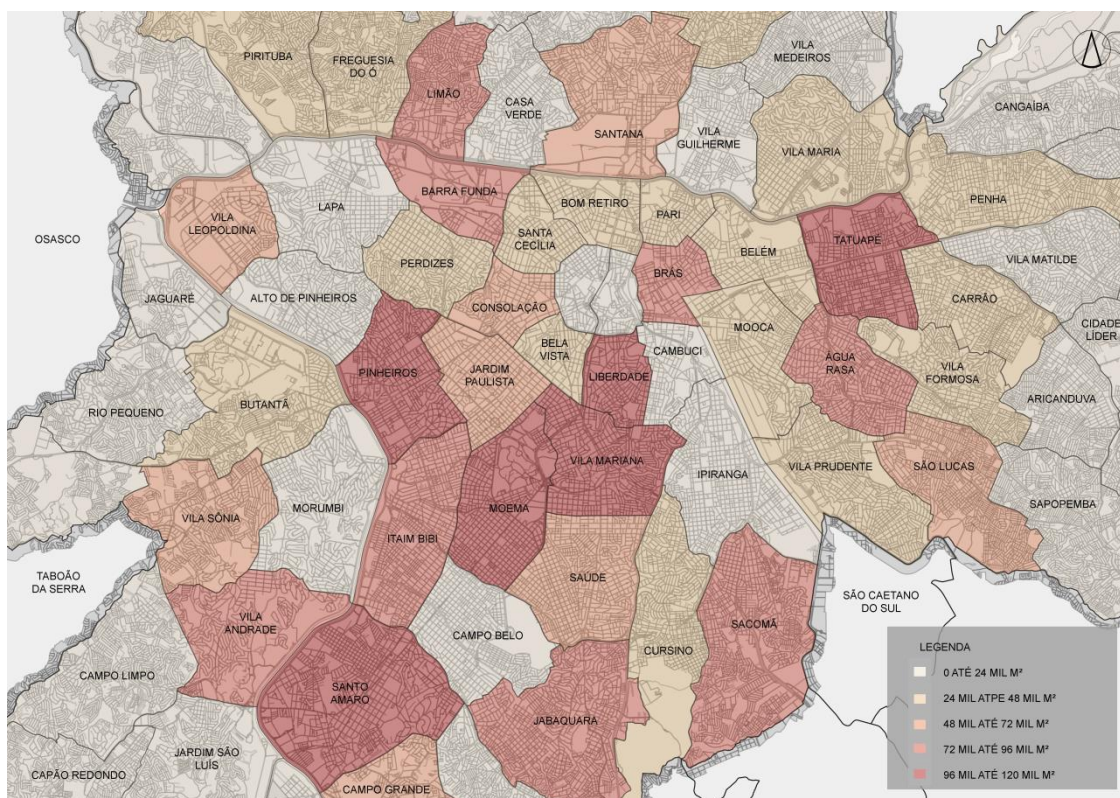 PIRITUBA
FREGUESIA
DO Ó
LIMÃO
CASA
VERDE
SANTANA
VILA
MEDEIROS
VILA
GUILHERME
VILA MARIA
CANGAÍBA
PENHA
OSASCO
VILA
LEOPOLDINA
LAPA
BARRA FUNDA
BOM RETIRO
SANTA
CECÍLIA
PARI
BELÉM
TATUAPÉ
VILA MATILDE
PERDIZES
JAGUARÉ
ALTO DE PINHEIROS
CONSOLAÇÃO
BRÁS
MOOCA
CARRÃO
CIDADE
LÍDER
PINHEIROS
JARDIM
PAULISTA
BELA
VISTA
LIBERDADE
CAMBUCI
ÁGUA
RASA
VILA
FORMOSA
ARICANDUVA
RIO PEQUENO
BUTANTÃ
VILA MARIANA
IPIRANGA
VILA PRUDENTE
SÃO LUCAS
SAPOPEMBA
VILA SÔNIA
MORUMBI
ITAIM BIBI
MOEMA
TABOÃO
DA SERRA
SAÚDE
SÃO CAETANO
DO SUL
VILA
ANDRADE
CAMPO BELO
CURSINO
SACOMÃ
CAMPO LIMPO
SANTO
AMARO
JABAQUARA
JARDIM SÃO
LUÍS
CAPÃO REDONDO
CAMPO GRANDE
LEGENDA
0 ATÉ 24 MIL M²
24 MIL ATPE 48 MIL M²
48 MIL ATÉ 72 MIL M²
72 MIL ATÉ 96 MIL M²
96 MIL ATÉ 120 MIL M²